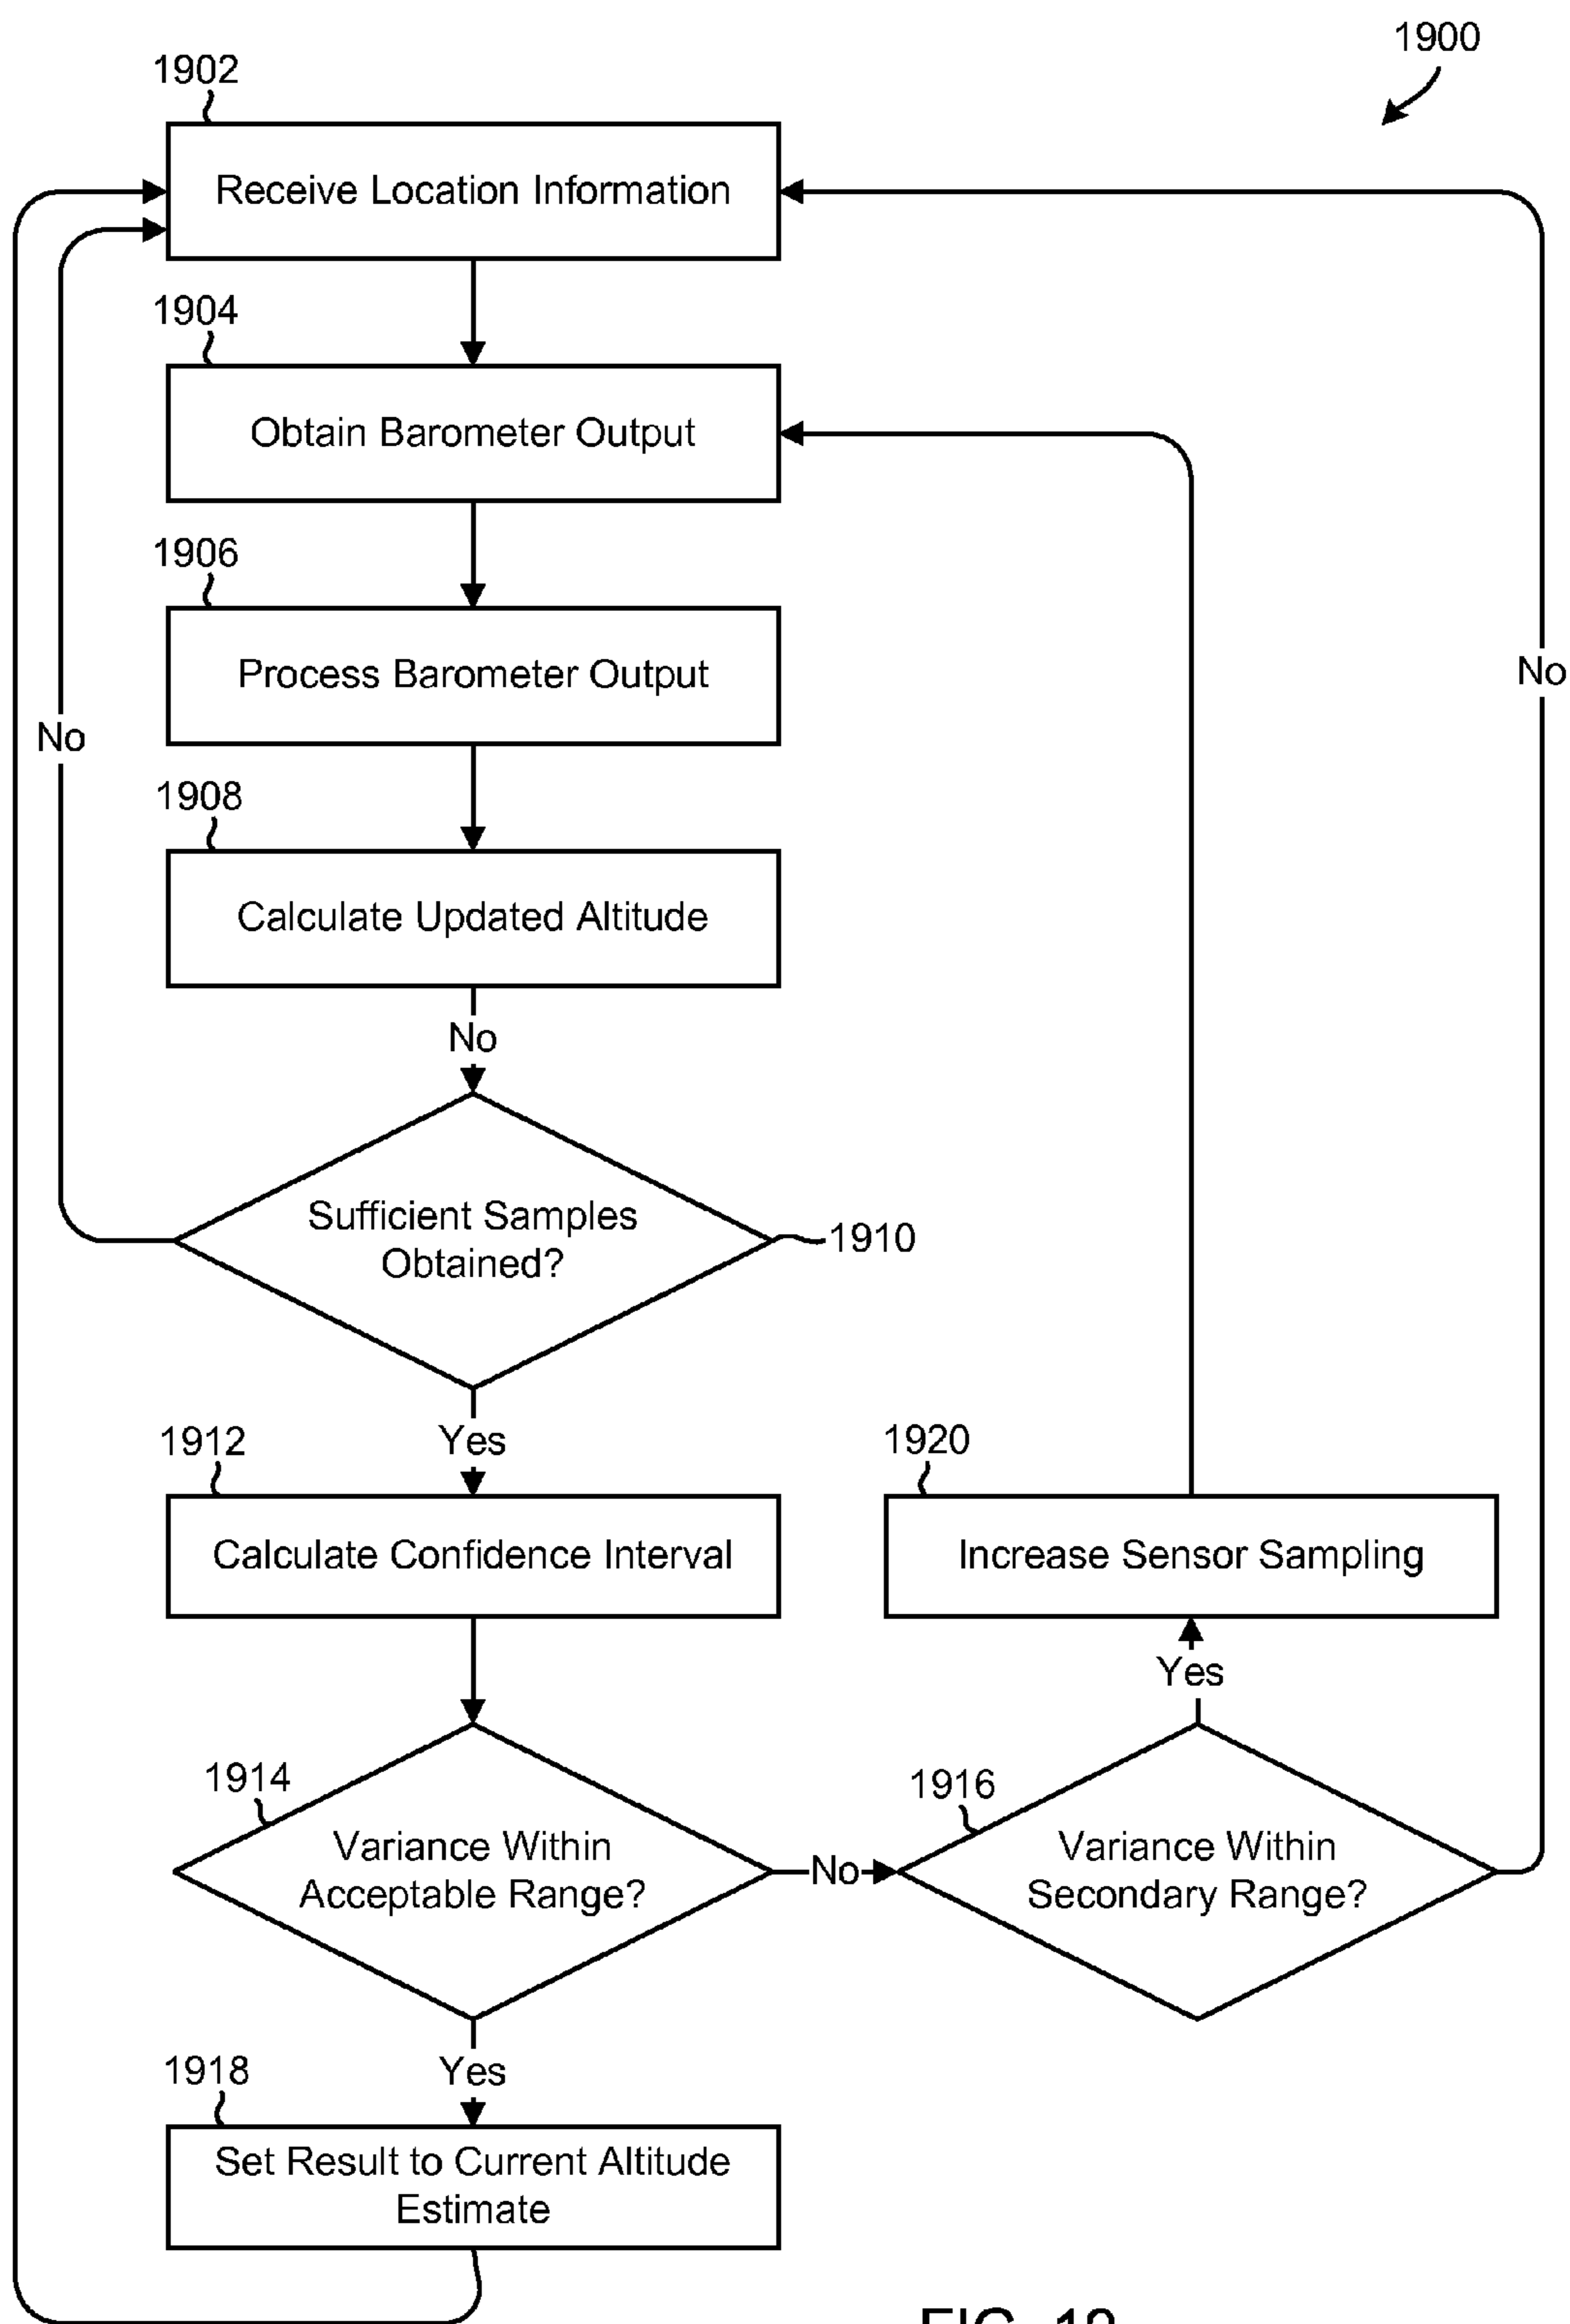 1900
1902
Receive Location Information
1904
Obtain Barometer Output
1906
Process Barometer Output
No
No
1908
Calculate Updated Altitude
No
Sufficient Samples
Obtained?
1910
Yes
1912
Calculate Confidence Interval
1920
Increase Sensor Sampling
Yes
1914
Variance Within
Acceptable Range?
No
1916
Variance Within
Secondary Range?
Yes
1918
Set Result to Current Altitude
Estimate
FIG. 19